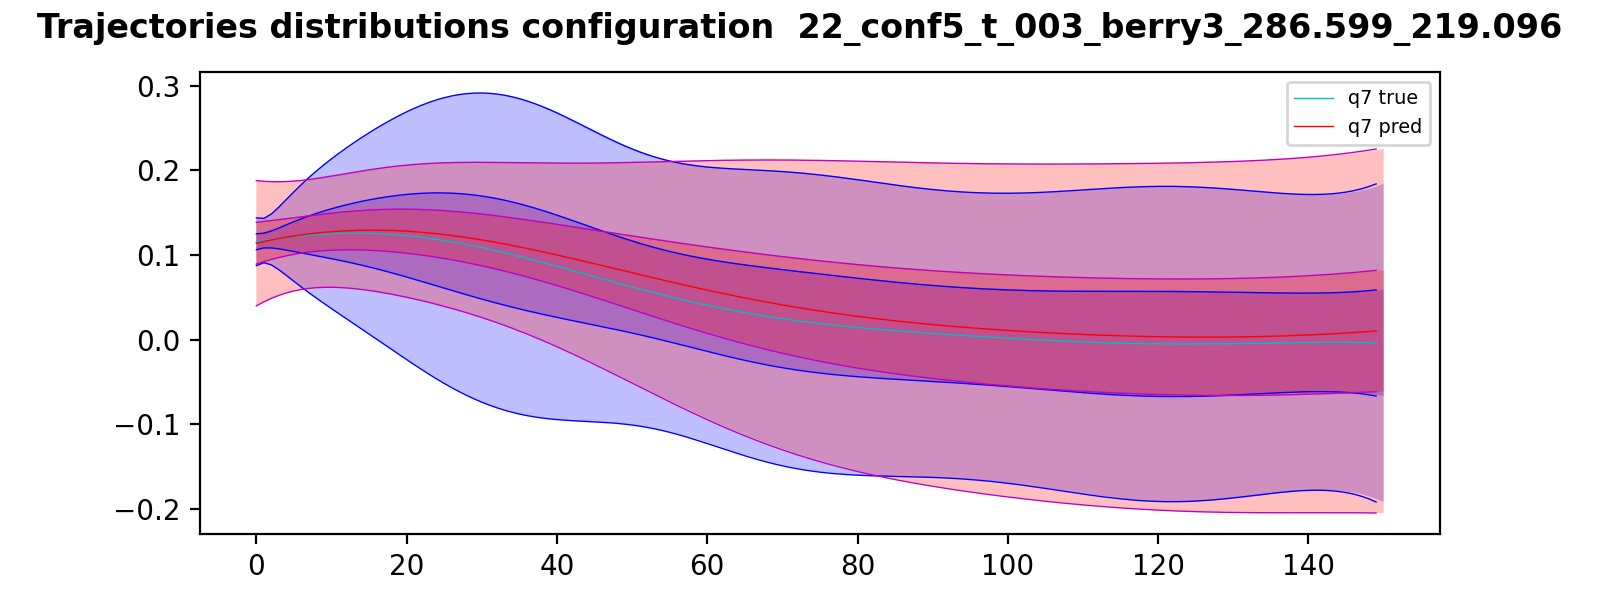 Trajectories distributions configuration  22_conf5_t_003_berry3_286.599_219.096
q7 true
q7 pred
0.3
0.2
0.1
0.0
−0.1
−0.2
0 20 40 60 80 100 120 140